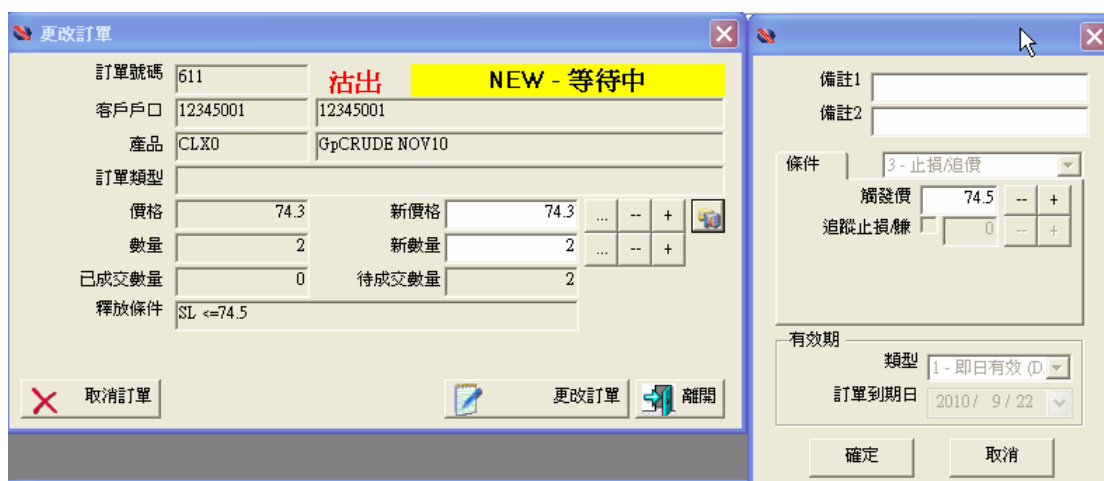 更改訂單
訂單號碼 611 沽出 NEW - 等待中
客戶戶口 12345001 12345001
產品 CLX0 GpCRUDE NOV10
訂單類型
價格 74.3 新價格 74.3 ... -- +
數量 2 新數量 2 ... -- +
已成交數量 0 待成交數量 2
釋放條件 SL <=74.5
取消訂單 更改訂單 離開
備註1
備註2
條件 3 - 止損/追價
觸發價 74.5 -- +
追蹤止損/賺 0 -- +
有效期
類型 1 - 即日有效 (D.
訂單到期日 2010/ 9/22
確定 取消